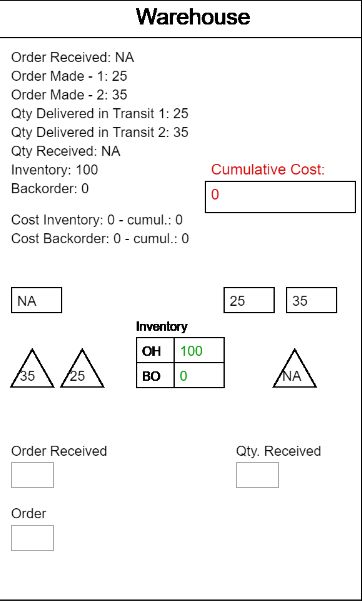 Warehouse
Order Received: NA
Order Made - 1: 25
Order Made - 2: 35
Qty Delivered in Transit 1: 25
Qty Delivered in Transit 2: 35
Qty Received: NA
Inventory: 100
Cumulative Cost:
Backorder: 0
0
Cost Inventory: 0 - cumul.: 0
Cost Backorder: 0 - cumul.: 0
NA
25
35
Inventory
OH 100
35
25
BO 0
NA
Order Received
Qty. Received
Order